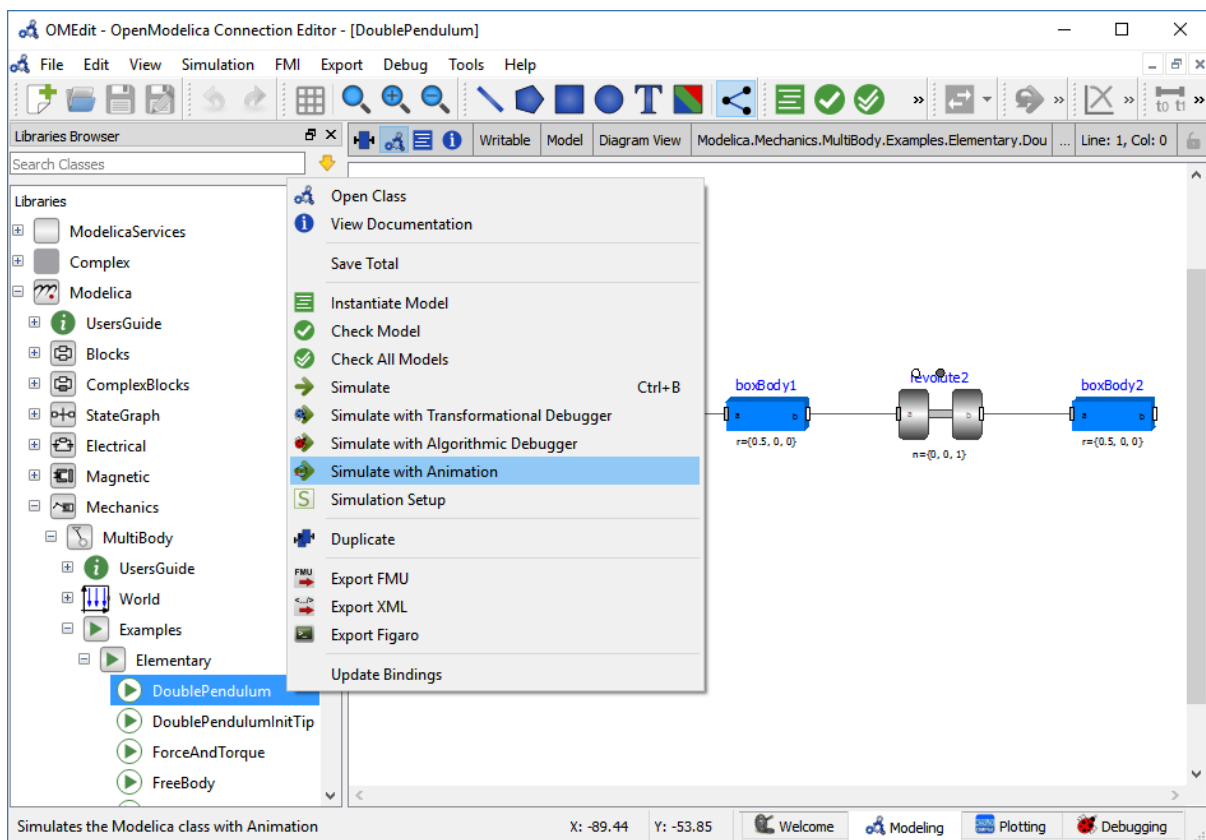 OMEdit - OpenModelica Connection Editor - [DoublePendulum]
File Edit View Simulation FMI Export Debug Tools Help
T » » » t0 t1 »
Libraries Browser
Writable Model Diagram View Modelica.Mechanics.MultiBody.Examples.Elementary.Dou ... Line: 1, Col: 0
Search Classes
Libraries
ModelicaServices
Complex
Modelica
UsersGuide
Blocks
ComplexBlocks
StateGraph
Electrical
Magnetic
Mechanics
MultiBody
UsersGuide
World
Examples
Elementary
DoublePendulum
DoublePendulumInitTip
ForceAndTorque
FreeBody
Open Class
View Documentation
Save Total
Instantiate Model
Check Model
Check All Models
Simulate Ctrl+B
Simulate with Transformational Debugger
Simulate with Algorithmic Debugger
Simulate with Animation
S Simulation Setup
Duplicate
FMU Export FMU
Export XML
Export Figaro
Update Bindings
boxBody1 revolute2 boxBody2
a b a b a b
r={0.5, 0, 0} n={0, 0, 1} r={0.5, 0, 0}
Simulates the Modelica class with Animation X: -89.44 Y: -53.85 Welcome Modeling Plotting Debugging